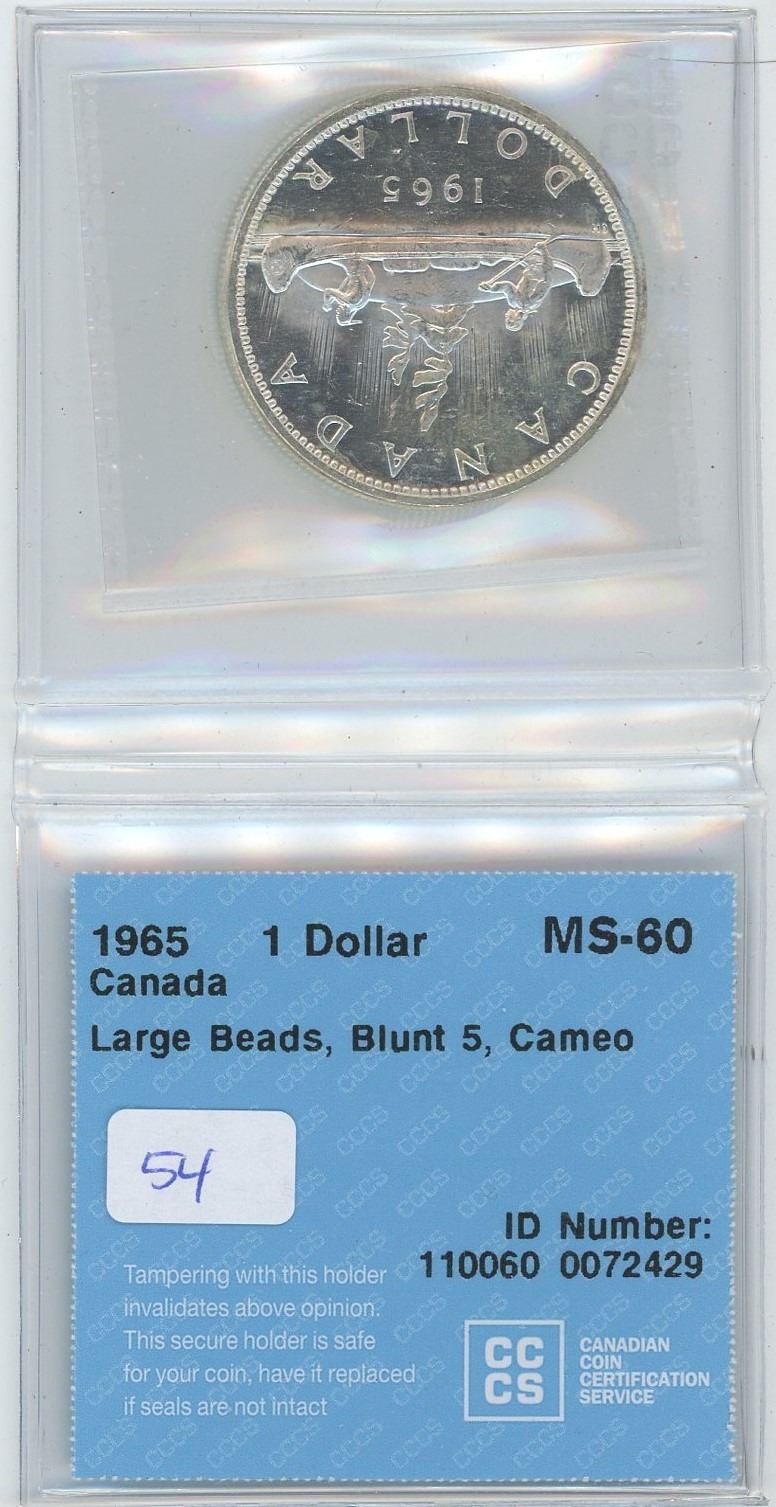 CANADA
1965
DOLLAR
1965 1 Dollar MS-60
Canada
Large Beads, Blunt 5, Cameo
54
ID Number:
110060 0072429
Tampering with this holder
invalidates above opinion.
This secure holder is safe
for your coin, have it replaced
if seals are not intact
CC
CS
CANADIAN
COIN
CERTIFICATION
SERVICE